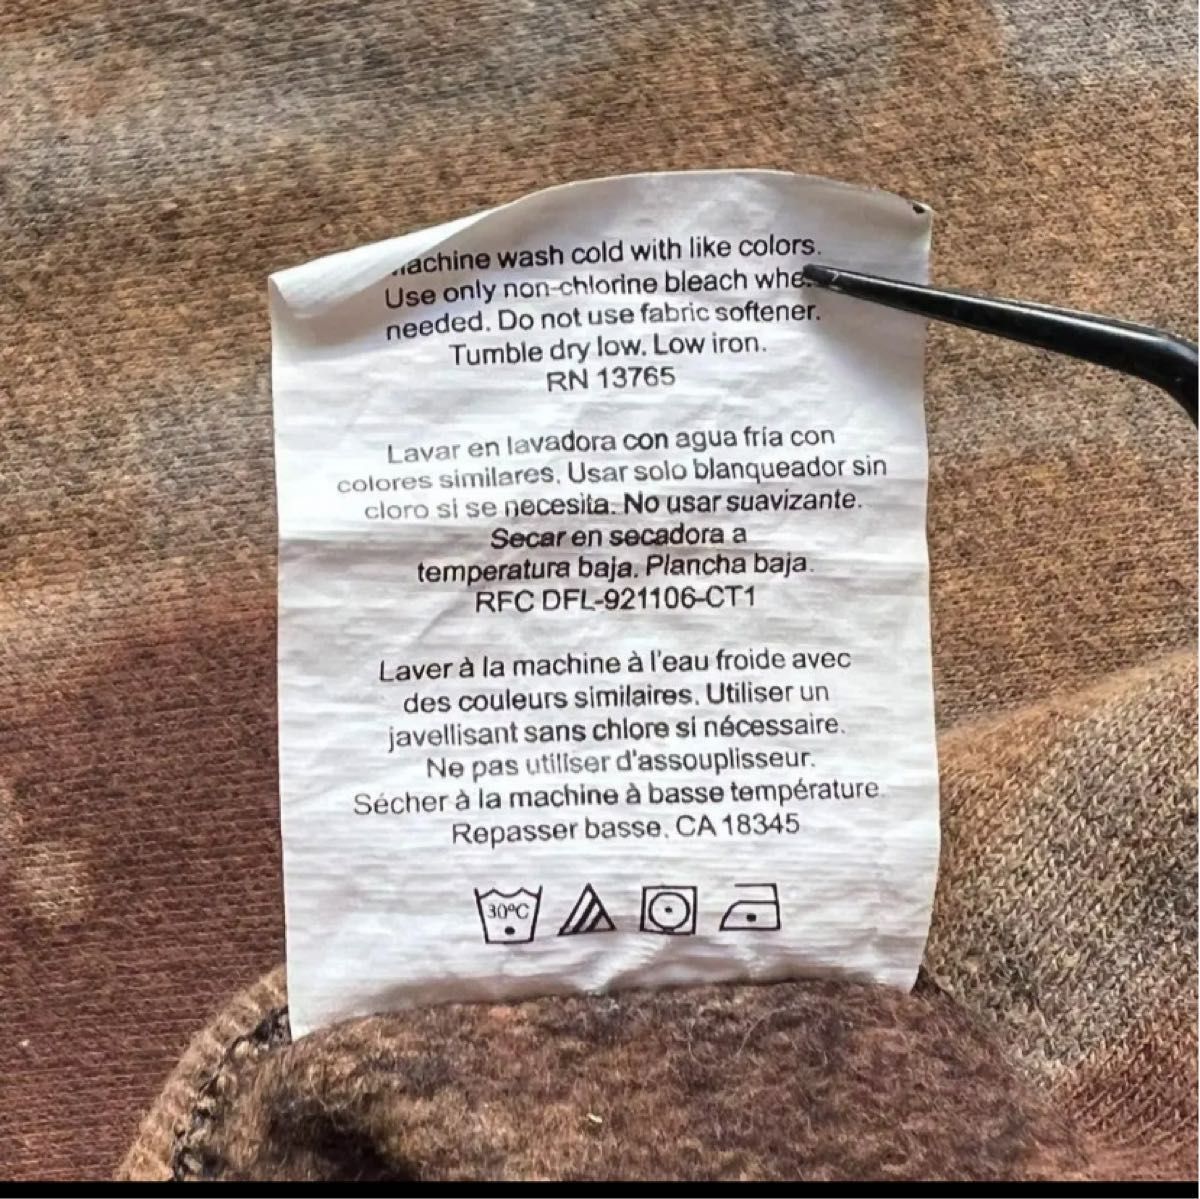 achine wash cold with like colors.
Use only non-chlorine bleach
needed. Do not use fabric softener.
Tumble dry low. Low iron.
RN 13765
Lavar en lavadora con agua fría con
colores similares. Usar solo blanqueador sin
cloro si se necesita. No usar suavizante.
Secar en secadora a
temperatura baja. Plancha baja.
RFC DFL-921106-CT1
Laver à la machine à l'eau froide avec
des couleurs similaires. Utiliser un
javellisant sans chlore si nécessaire.
Ne pas utiliser d'assouplisseur.
Sécher à la machine à basse température
Repasser basse. CA 18345
30ºC